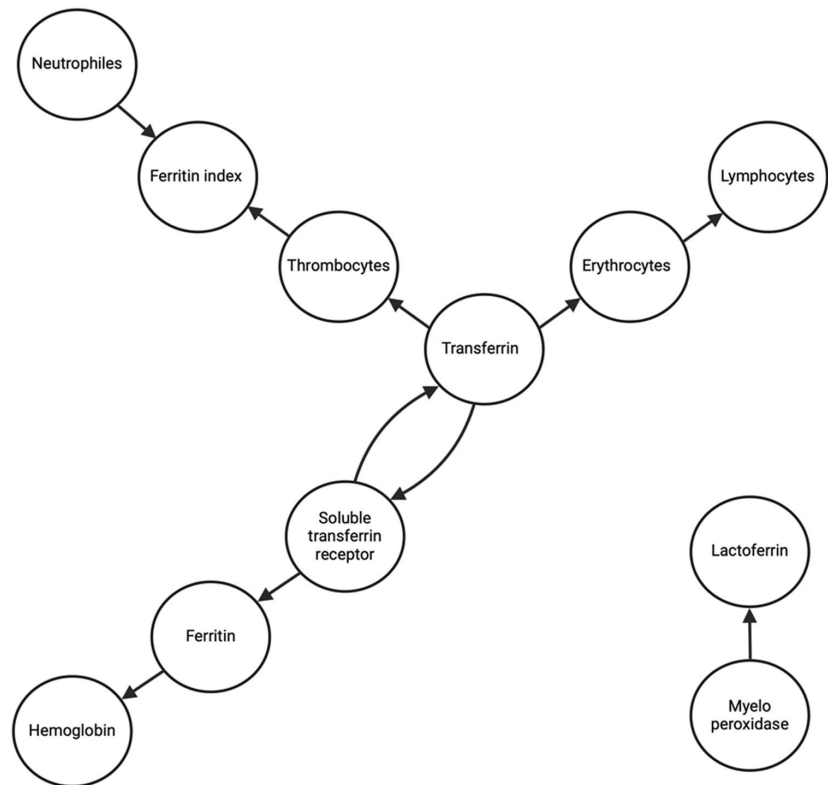 Neutrophiles
Ferritin index
Lymphocytes
Thrombocytes
Erythrocytes
Transferrin
Soluble
transferrin
receptor
Lactoferrin
Ferritin
Myelo
peroxidase
Hemoglobin